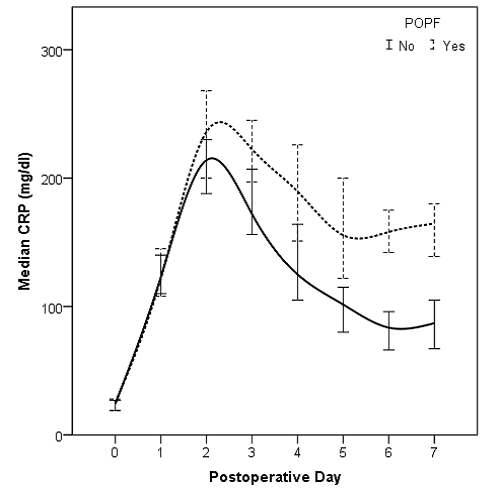 POPF
No Yes
300
200
100
0
Median CRP (mg/dl)
0 1 2 3 4 5 6 7
Postoperative Day